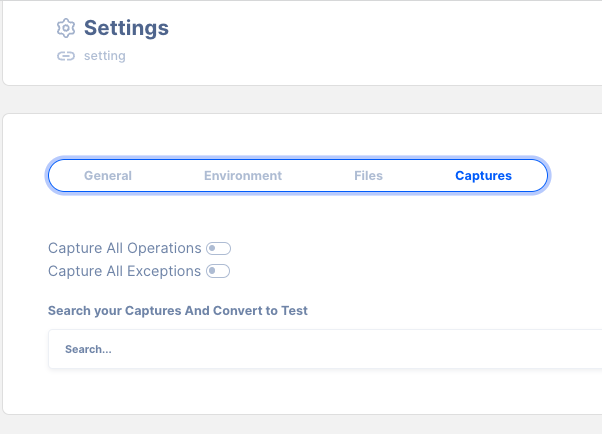 Settings
setting
General Environment Files Captures
Capture All Operations
Capture All Exceptions
Search your Captures And Convert to Test
Search...